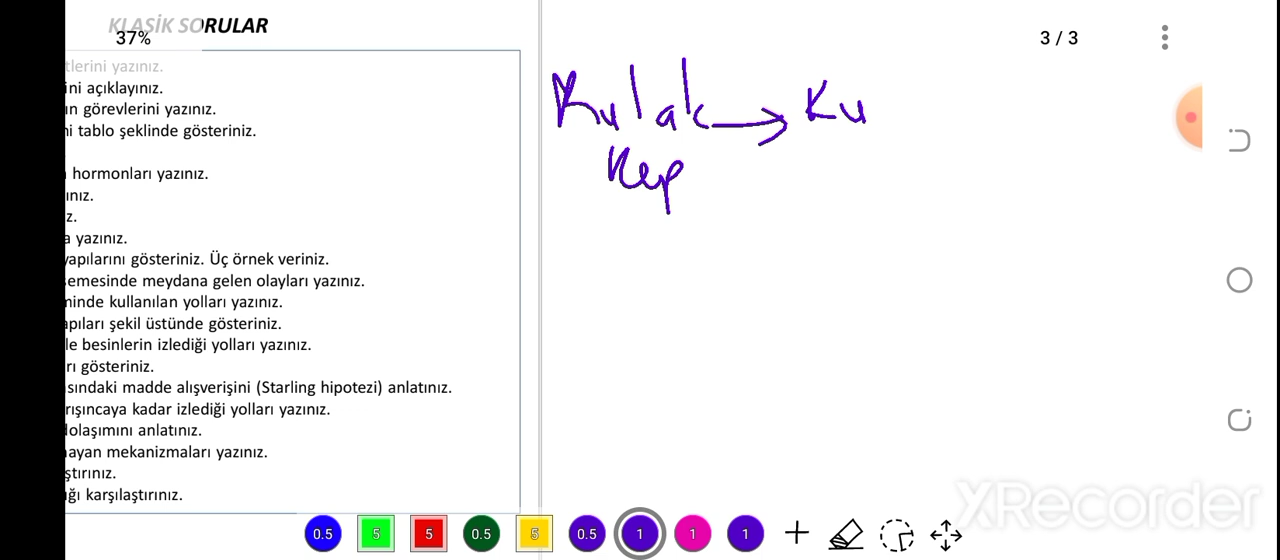 KLASİK SORULAR
37%
3 / 3
tlerini yazınız.
ini açıklayınız.
ın görevlerini yazınız.
ni tablo şeklinde gösteriniz.
hormonları yazınız.
ınız.
z.
a yazınız.
yapılarını gösteriniz. Üç örnek veriniz.
semesinde meydana gelen olayları yazınız.
minde kullanılan yolları yazınız.
apıları şekil üstünde gösteriniz.
le besinlerin izlediği yolları yazınız.
rı gösteriniz.
sındaki madde alışverişini (Starling hipotezi) anlatınız.
rışıncaya kadar izlediği yolları yazınız.
dolaşımını anlatınız.
nayan mekanizmaları yazınız.
ştırınız.
ığı karşılaştırınız.
Kulak → Ku
Kep
0.5 5 5 0.5 5 0.5 1 1 1
XRecorder